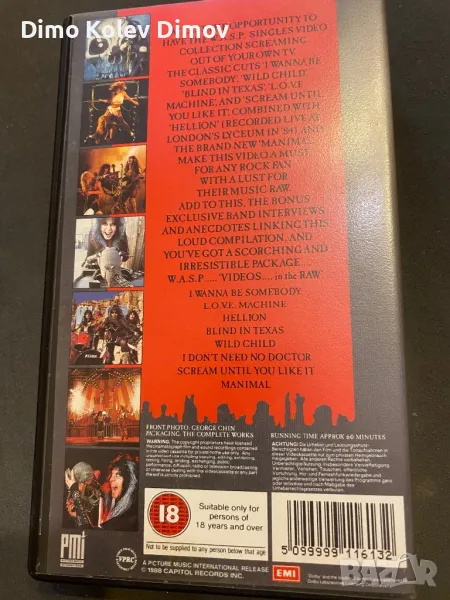 Dimo Kolev Dimov
OPPORTUNITY TO
HAVE THE W.A.S.P. SINGLES VIDEO
COLLECTION SCREAMING
OUT OF YOUR OWN TV
THE CLASSIC CUTS 'I WANNA BE
SOMEBODY', 'WILD CHILD',
'BLIND IN TEXAS', 'L.O.V.E
MACHINE', AND 'SCREAM UNTIL
YOU LIKE IT', COMBINED WITH
'HELLION' (RECORDED LIVE AT
LONDON'S LYCEUM IN '84) AND
THE BRAND NEW 'MANIMAL'
MAKE THIS VIDEO A MUST
FOR ANY ROCK FAN
WITH A LUST FOR
THEIR MUSIC RAW.
ADD TO THIS, THE BONUS
EXCLUSIVE BAND INTERVIEWS
AND ANECDOTES LINKING THIS
LOUD COMPILATION, AND
YOU'VE GOT A SCORCHING AND
IRRESISTIBLE PACKAGE.....
W.A.S.P..... 'VIDEOS.... in the RAW'
I WANNA BE SOMEBODY
L.O.V.E. MACHINE
HELLION
BLIND IN TEXAS
WILD CHILD
I DON'T NEED NO DOCTOR
SCREAM UNTIL YOU LIKE IT
MANIMAL
FRONT PHOTO: GEORGE CHIN
PACKAGING: THE COMPLETE WORKS
RUNNING TIME APPROX 60 MINUTES
WARNING:
ACHTUNG:
18
Suitable only for
persons of
18 years and over
Not to be supplied to any person below that age
5 099999 116132
pmi
VPRC
A PICTURE MUSIC INTERNATIONAL RELEASE
© 1988 CAPITOL RECORDS INC.
EMI
BAZAR